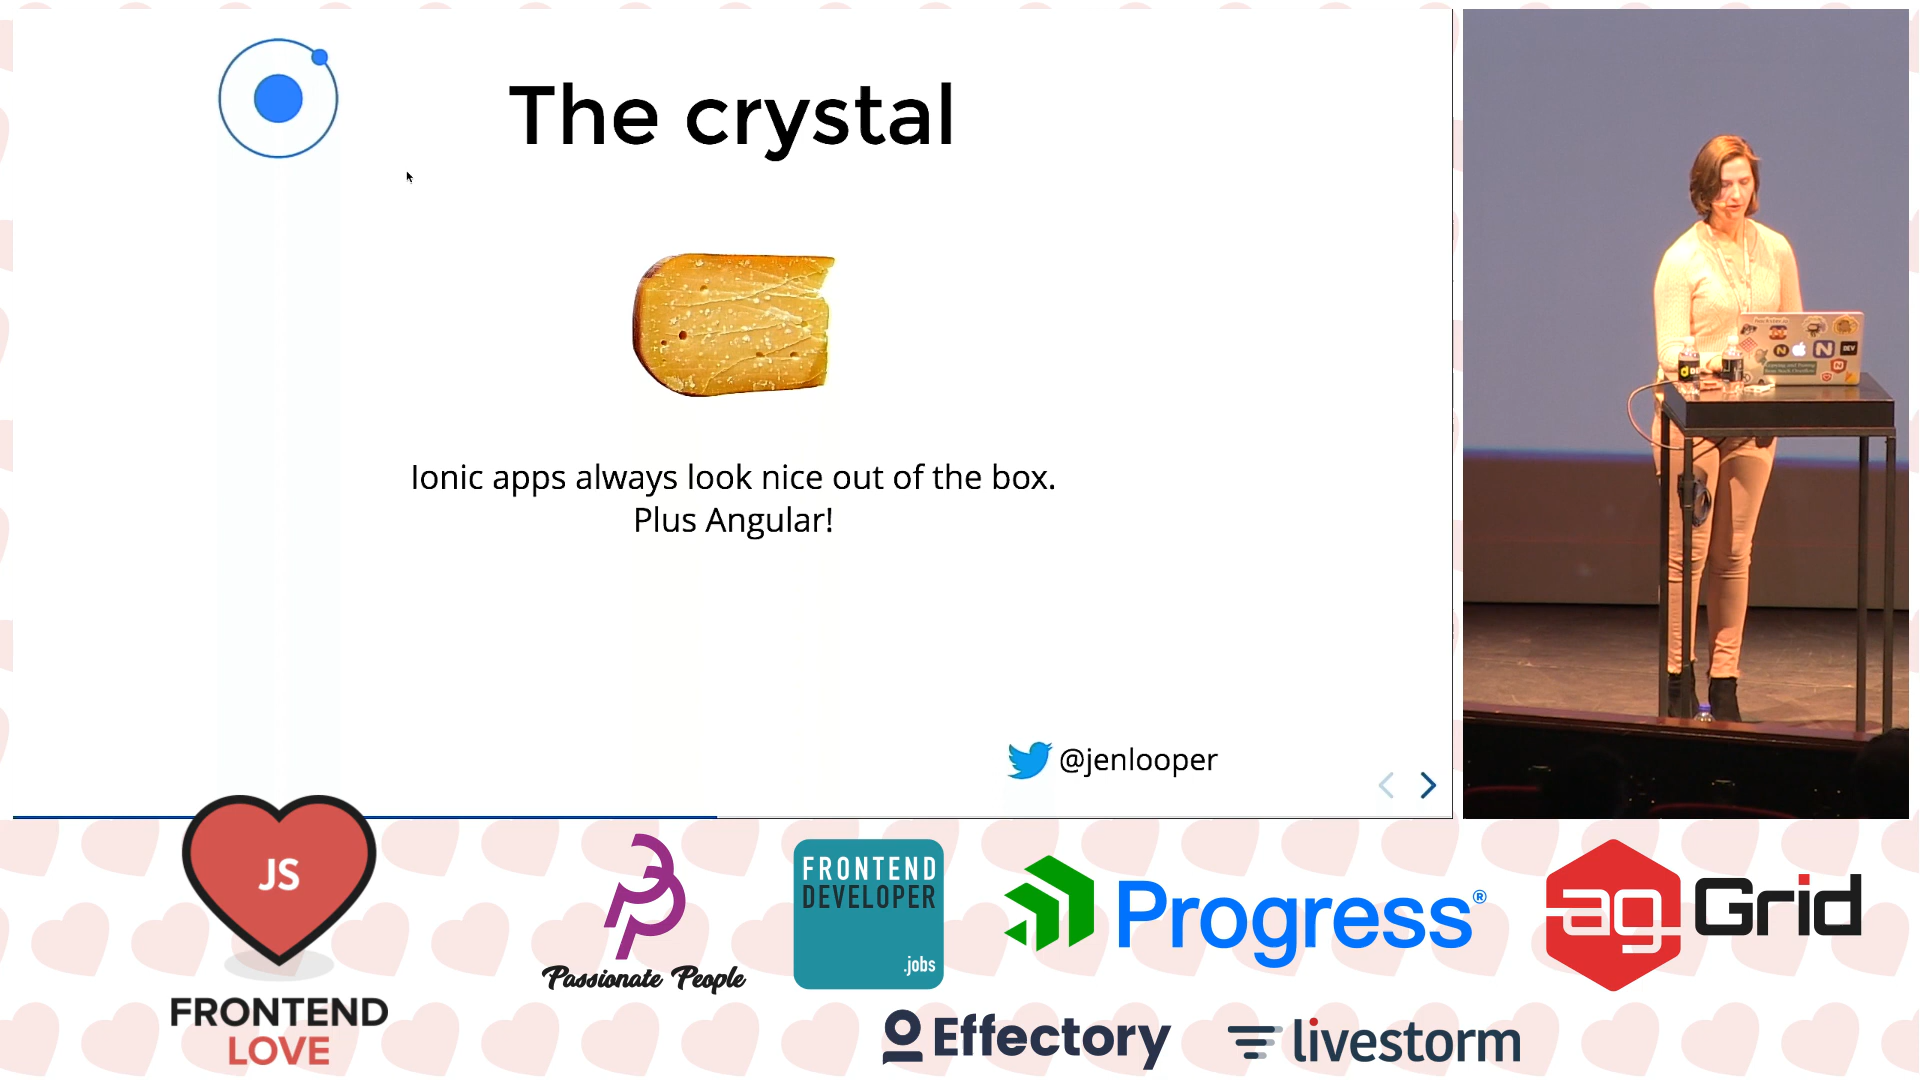 The crystal
Ionic apps always look nice out of the box.
Plus Angular!
@jenlooper
DEV
JS
FRONTEND
LOVE
Passionate People
FRONTEND
DEVELOPER
.jobs
Progress®
ag Grid
Effectory
livestorm